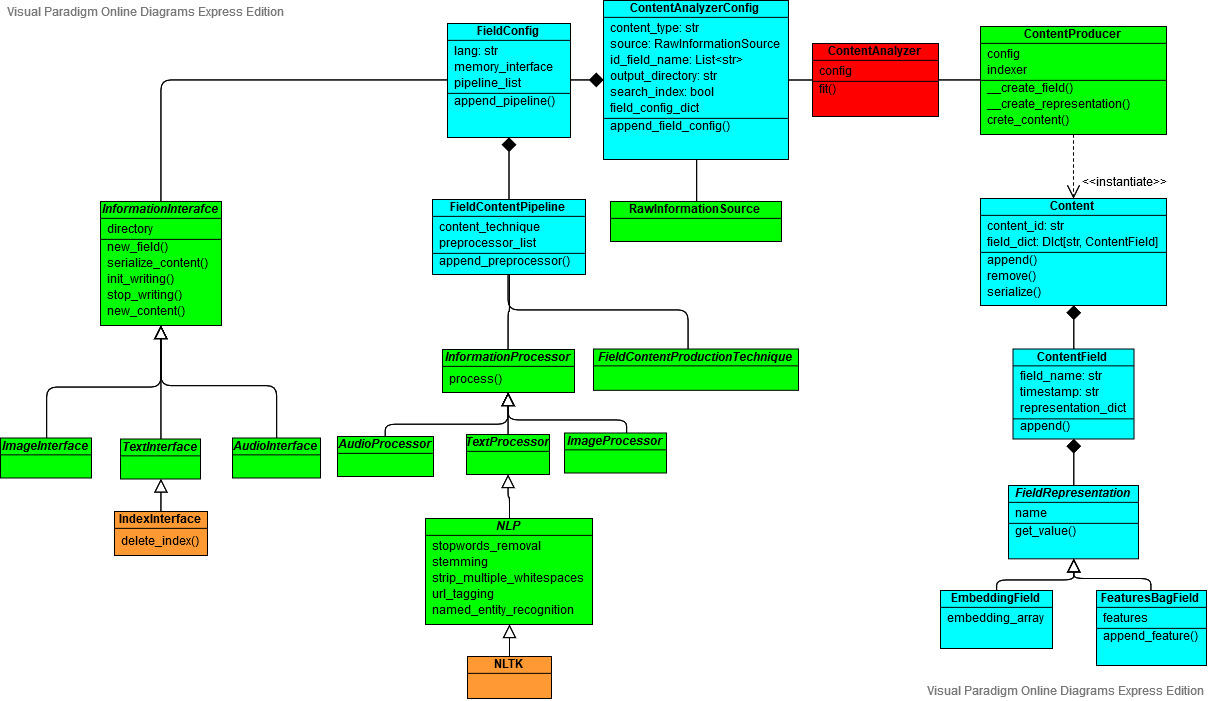 Visual Paradigm Online Diagrams Express Edition
FieldConfig
lang: str
memory_interface
pipeline_list
append_pipeline()
ContentAnalyzerConfig
content_type: str
source: RawInformationSource
id_field_name: List<str>
output_directory: str
search_index: bool
field_config_dict
append_field_config()
ContentAnalyzer
config
fit()
ContentProducer
config
indexer
__create_field()
__create_representation()
crete_content()
<<instantiate>>
InformationInterafce
directory
new_field()
serialize_content()
init_writing()
stop_writing()
new_content()
FieldContentPipeline
content_technique
preprocessor_list
append_preprocessor()
RawInformationSource
Content
content_id: str
field_dict: DIct[str, ContentField]
append()
remove()
serialize()
InformationProcessor
process()
FieldContentProductionTechnique
ContentField
field_name: str
timestamp: str
representation_dict
append()
ImageInterface
TextInterface
AudioInterface
AudioProcessor
TextProcessor
ImageProcessor
IndexInterface
delete_index()
NLP
stopwords_removal
stemming
strip_multiple_whitespaces
url_tagging
named_entity_recognition
FieldRepresentation
name
get_value()
NLTK
EmbeddingField
embedding_array
FeaturesBagField
features
append_feature()
Visual Paradigm Online Diagrams Express Edition